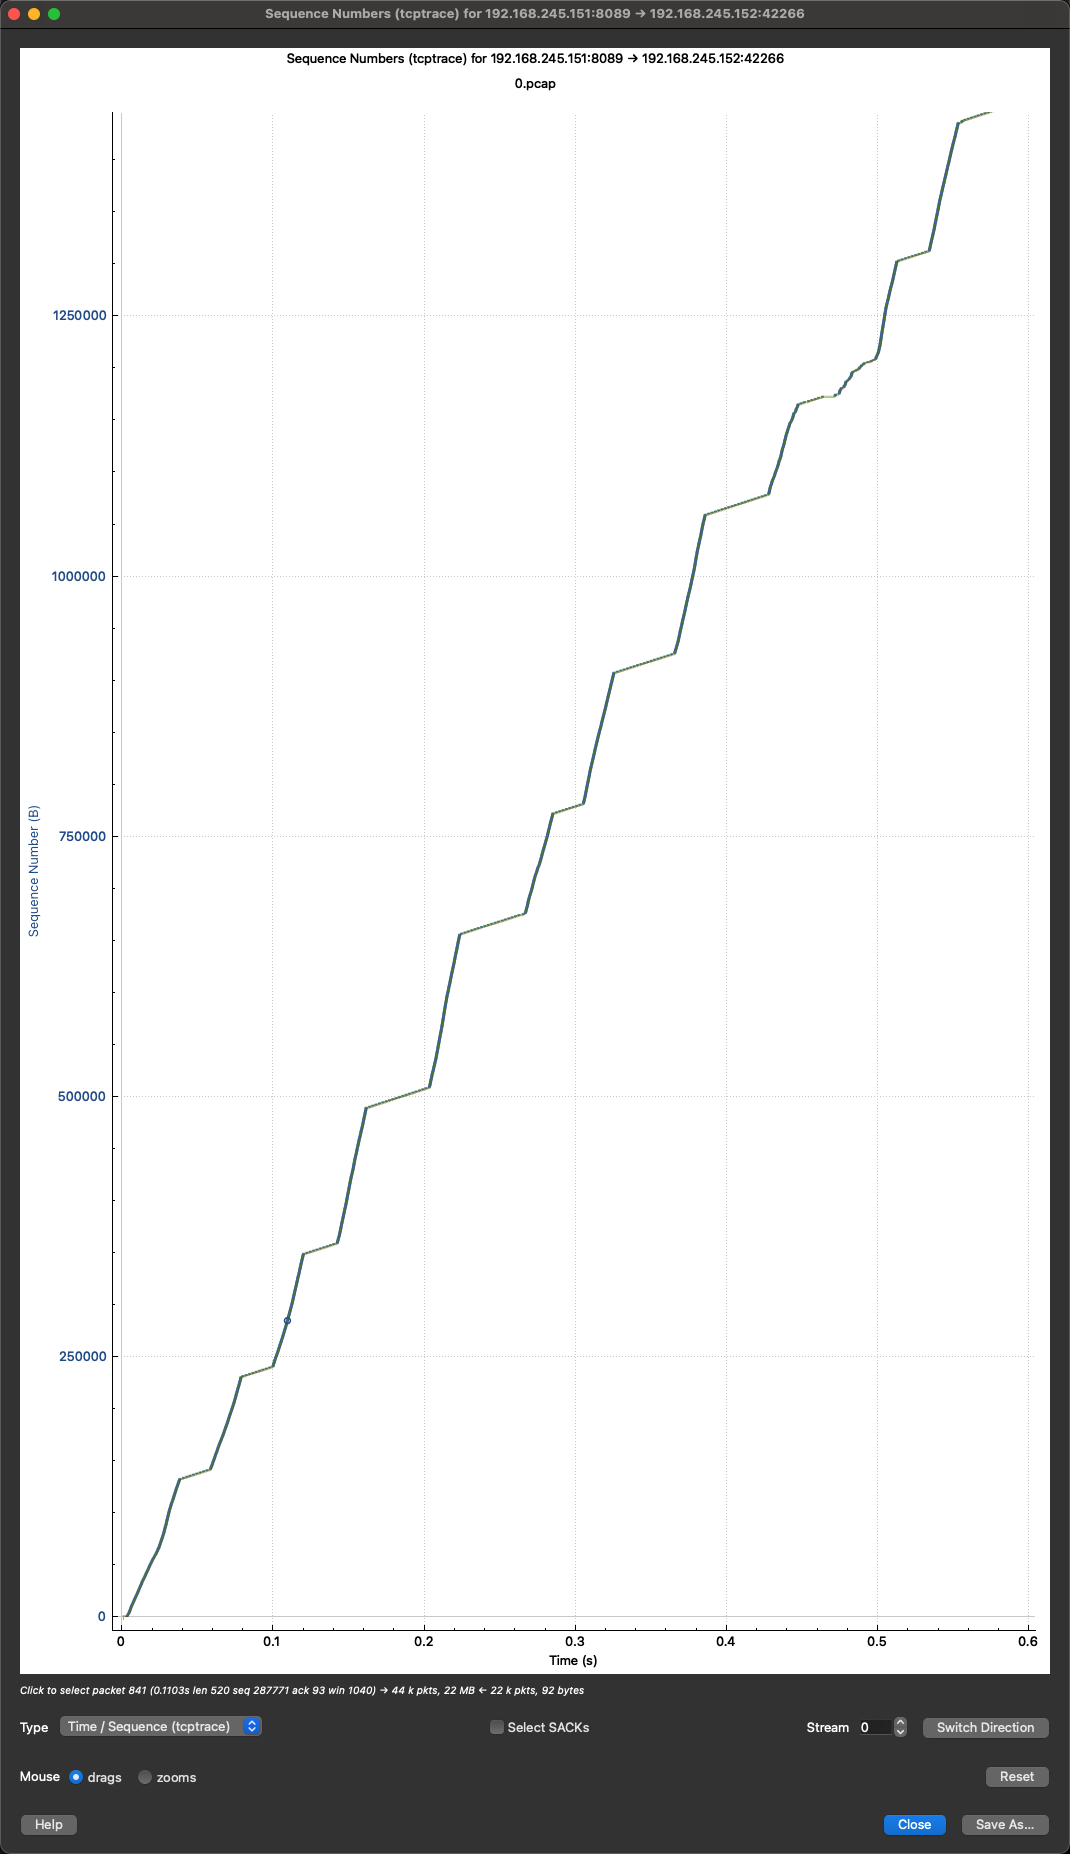 Sequence Numbers (tcptrace) for 192.168.245.151:8089 → 192.168.245.152:42266
Sequence Numbers (tcptrace) for 192.168.245.151:8089 → 192.168.245.152:42266
0.pcap
1250000
1000000
750000
Sequence Number (B)
500000
250000
0
0 0.1 0.2 0.3 0.4 0.5 0.6
Time (s)
Click to select packet 841 (0.1103s len 520 seq 287771 ack 93 win 1040) → 44 k pkts, 22 MB ← 22 k pkts, 92 bytes
Type Time / Sequence (tcptrace) Select SACKs Stream 0 Switch Direction
Mouse drags zooms Reset
Help Close Save As...